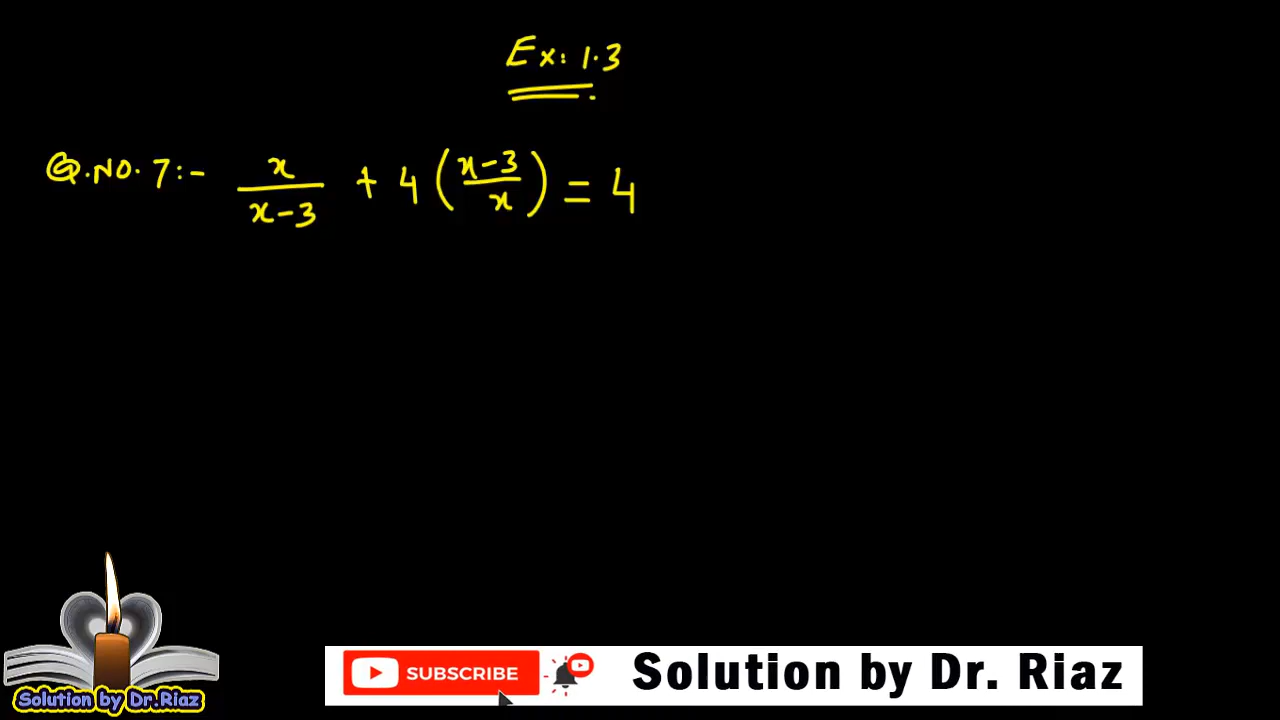 Ex: 1.3
Q.NO.7:- x/(x-3) + 4 ((x-3)/x) = 4
Solution by Dr.Riaz
SUBSCRIBE
Solution by Dr. Riaz